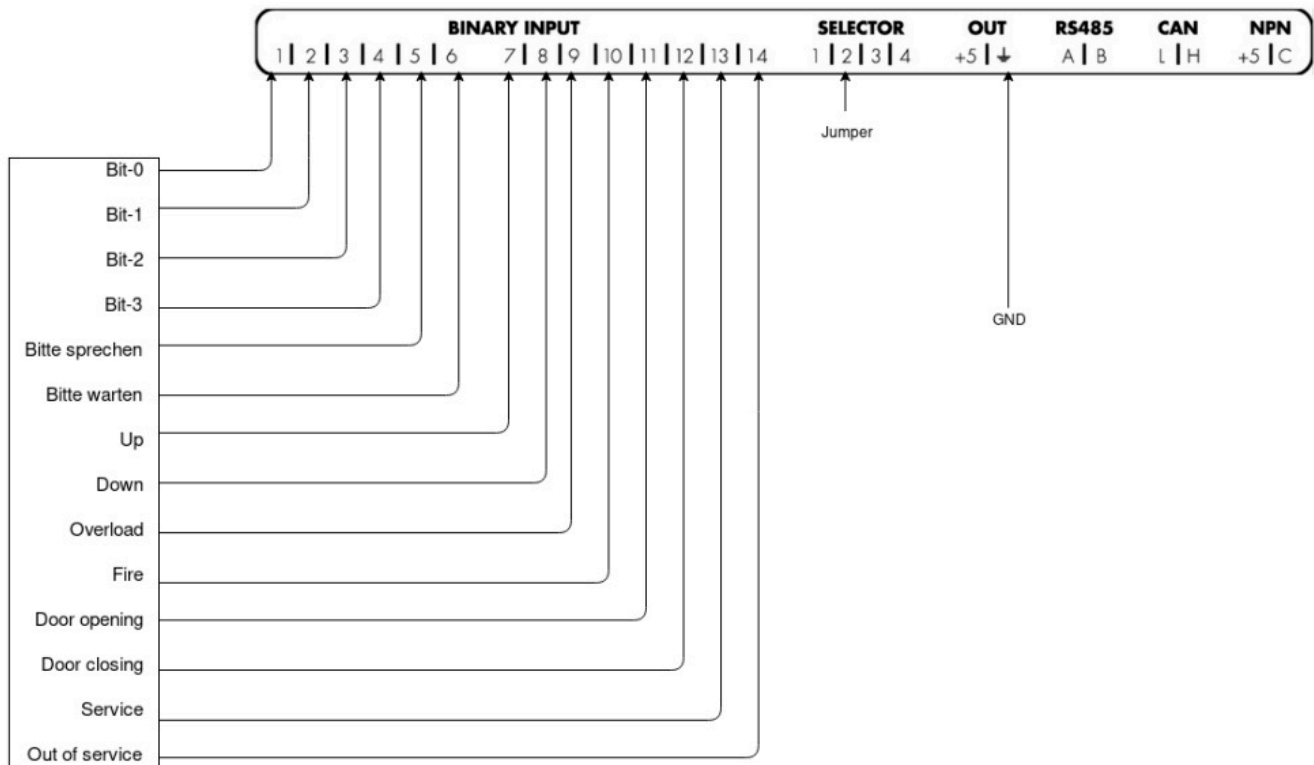 BINARY INPUT SELECTOR OUT RS485 CAN NPN
1 | 2 | 3 | 4 | 5 | 6 7 | 8 | 9 | 10 | 11 | 12 | 13 | 14 1 | 2 | 3 | 4 +5 | ⏚ A | B L | H +5 | C
Jumper
Bit-0
Bit-1
Bit-2
Bit-3
GND
Bitte sprechen
Bitte warten
Up
Down
Overload
Fire
Door opening
Door closing
Service
Out of service